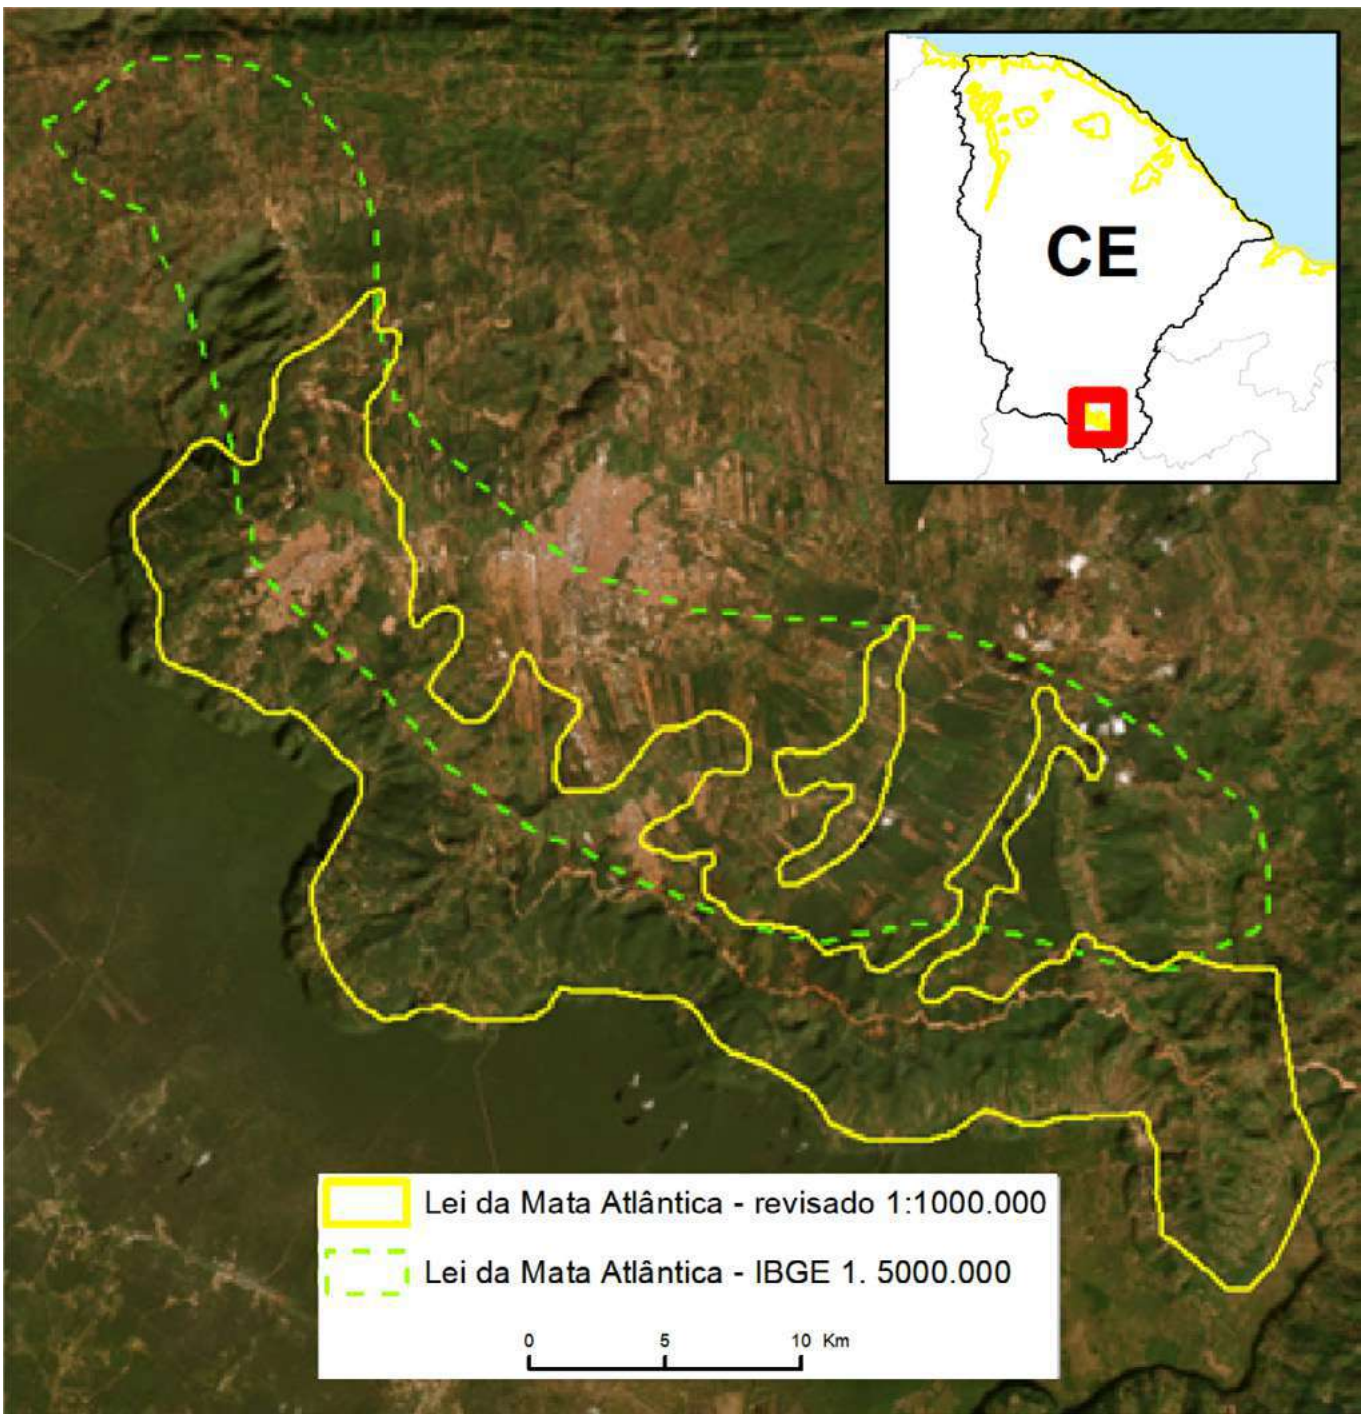 CE
Lei da Mata Atlântica - revisado 1:1000.000
Lei da Mata Atlântica - IBGE 1. 5000.000
0 5 10 Km